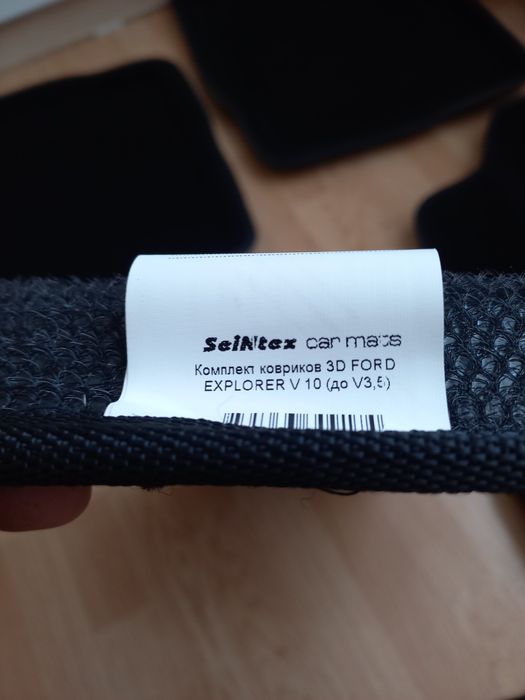 SeiNtex car mats
Комплект ковриков 3D FORD
EXPLORER V 10 (до V3,5)